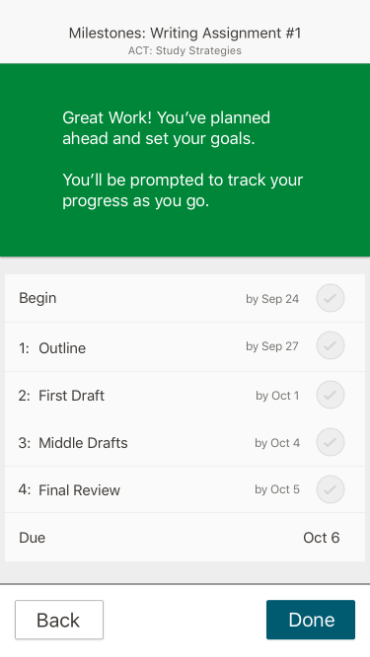 Milestones: Writing Assignment #1
ACT: Study Strategies
Great Work! You’ve planned
ahead and set your goals.
You’ll be prompted to track your
progress as you go.
Begin by Sep 24
1: Outline by Sep 27
2: First Draft by Oct 1
3: Middle Drafts by Oct 4
4: Final Review by Oct 5
Due Oct 6
Back Done